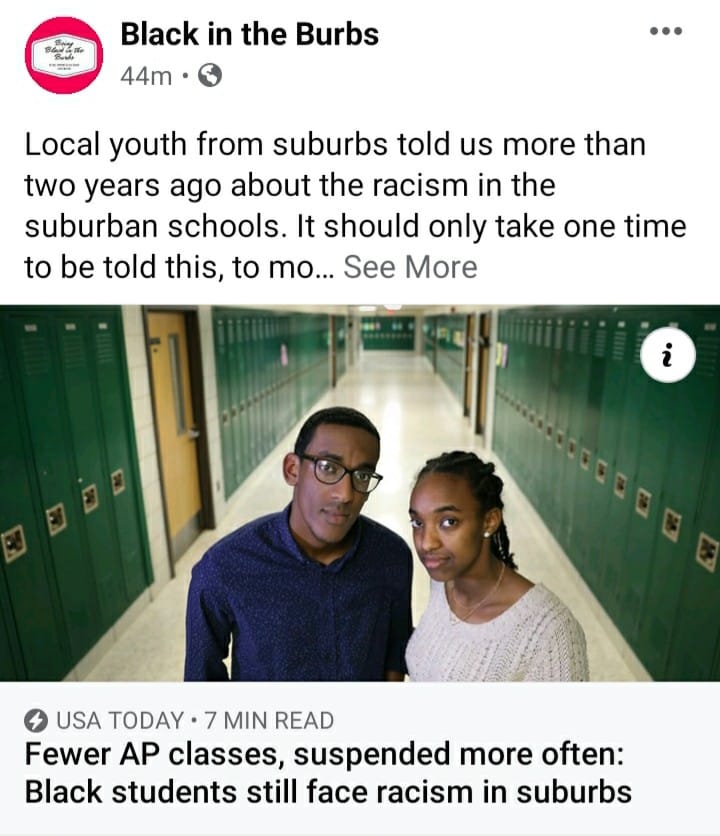 Being
Black in the
Burbs
Black in the Burbs
44m •
Local youth from suburbs told us more than
two years ago about the racism in the
suburban schools. It should only take one time
to be told this, to mo... See More
i
USA TODAY • 7 MIN READ
Fewer AP classes, suspended more often:
Black students still face racism in suburbs